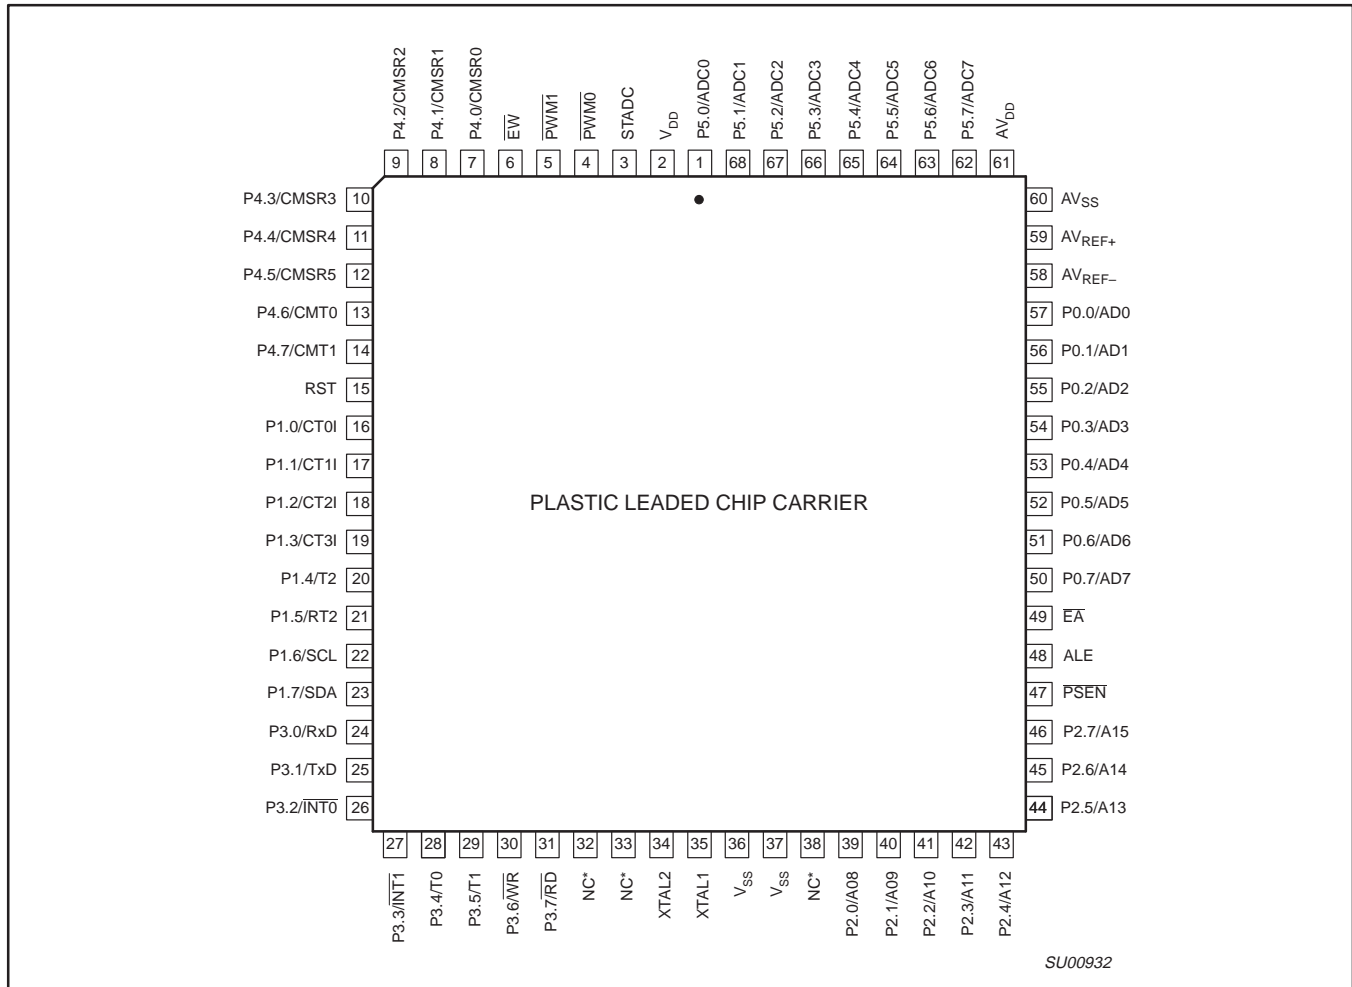 P4.2/CMSR2
P4.1/CMSR1
P4.0/CMSR0
EW
PWM1
PWM0
STADC
VDD
P5.0/ADC0
P5.1/ADC1
P5.2/ADC2
P5.3/ADC3
P5.4/ADC4
P5.5/ADC5
P5.6/ADC6
P5.7/ADC7
AVDD
9 8 7 6 5 4 3 2 1 68 67 66 65 64 63 62 61
P4.3/CMSR3 10
P4.4/CMSR4 11
P4.5/CMSR5 12
P4.6/CMT0 13
P4.7/CMT1 14
RST 15
P1.0/CT0I 16
P1.1/CT1I 17
P1.2/CT2I 18
P1.3/CT3I 19
P1.4/T2 20
P1.5/RT2 21
P1.6/SCL 22
P1.7/SDA 23
P3.0/RxD 24
P3.1/TxD 25
P3.2/INT0 26
PLASTIC LEADED CHIP CARRIER
60 AVSS
59 AVREF+
58 AVREF–
57 P0.0/AD0
56 P0.1/AD1
55 P0.2/AD2
54 P0.3/AD3
53 P0.4/AD4
52 P0.5/AD5
51 P0.6/AD6
50 P0.7/AD7
49 EA
48 ALE
47 PSEN
46 P2.7/A15
45 P2.6/A14
44 P2.5/A13
27 28 29 30 31 32 33 34 35 36 37 38 39 40 41 42 43
P3.3/INT1
P3.4/T0
P3.5/T1
P3.6/WR
P3.7/RD
NC*
NC*
XTAL2
XTAL1
VSS
VSS
NC*
P2.0/A08
P2.1/A09
P2.2/A10
P2.3/A11
P2.4/A12
SU00932